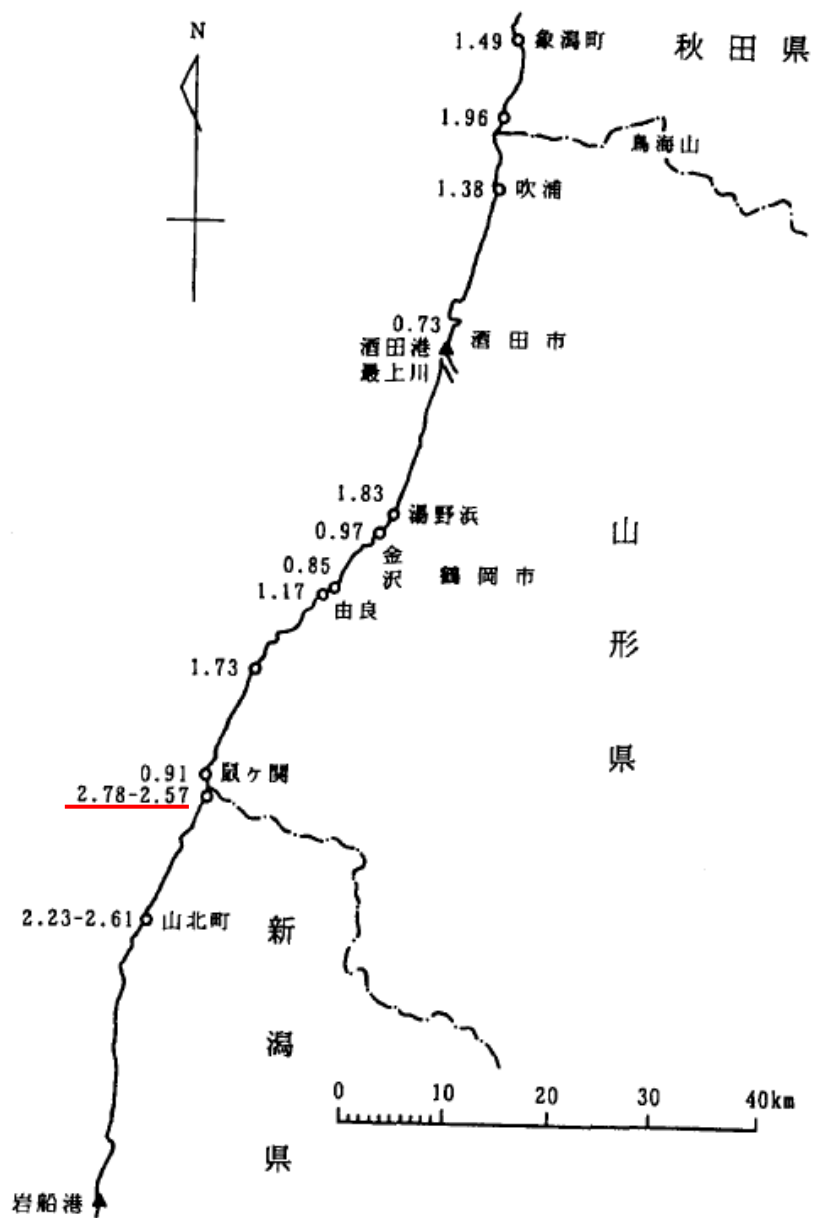 N
1.49 象潟町
秋田県
1.96
鳥海山
1.38 吹浦
0.73
酒田港
最上川
酒田市
1.83 湯野浜
0.97
金沢
鶴岡市
0.85
1.17
由良
山形県
1.73
0.91 鼠ヶ関
2.78-2.57
2.23-2.61 山北町
新潟県
0 10 20 30 40km
岩船港